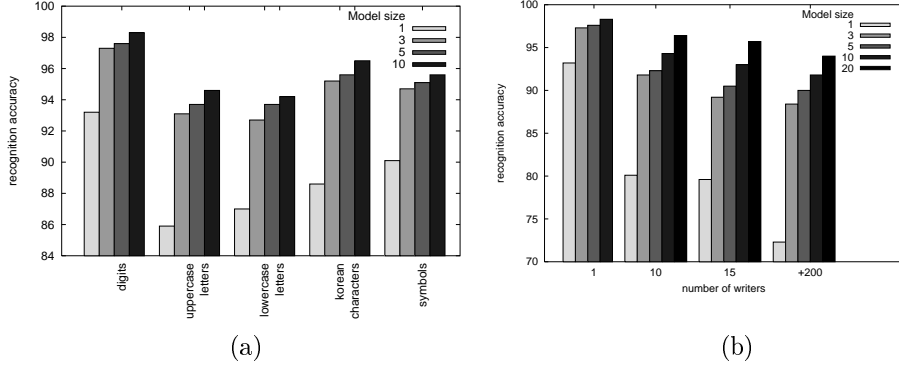 100
98
96
94
92
90
88
86
84
recognition accuracy
Model size
1
3
5
10
digits
uppercase
letters
lowercase
letters
korean
characters
symbols
(a)
100
95
90
85
80
75
70
recognition accuracy
Model size
1
3
5
10
20
1 10 15 +200
number of writers
(b)